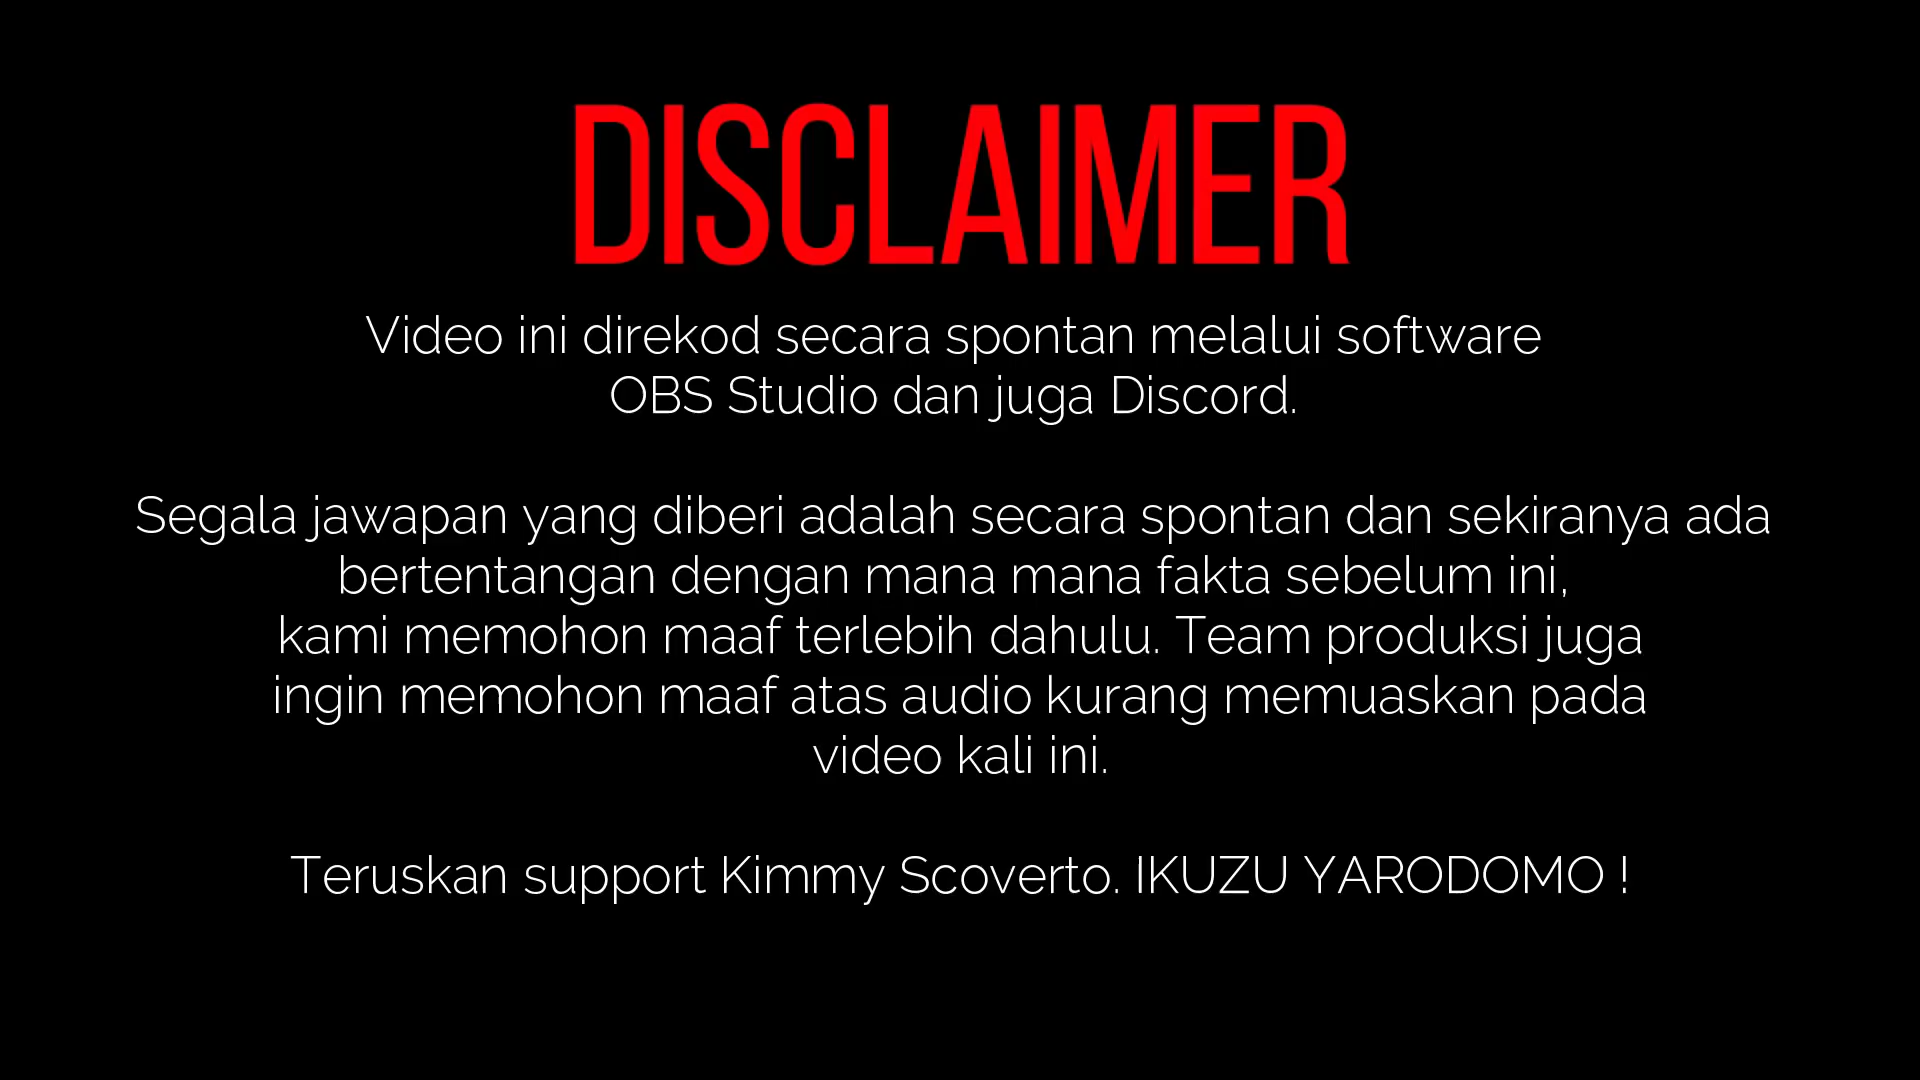 DISCLAIMER
Video ini direkod secara spontan melalui software
OBS Studio dan juga Discord.
Segala jawapan yang diberi adalah secara spontan dan sekiranya ada
bertentangan dengan mana mana fakta sebelum ini,
kami memohon maaf terlebih dahulu. Team produksi juga
ingin memohon maaf atas audio kurang memuaskan pada
video kali ini.
Teruskan support Kimmy Scoverto. IKUZU YARODOMO !